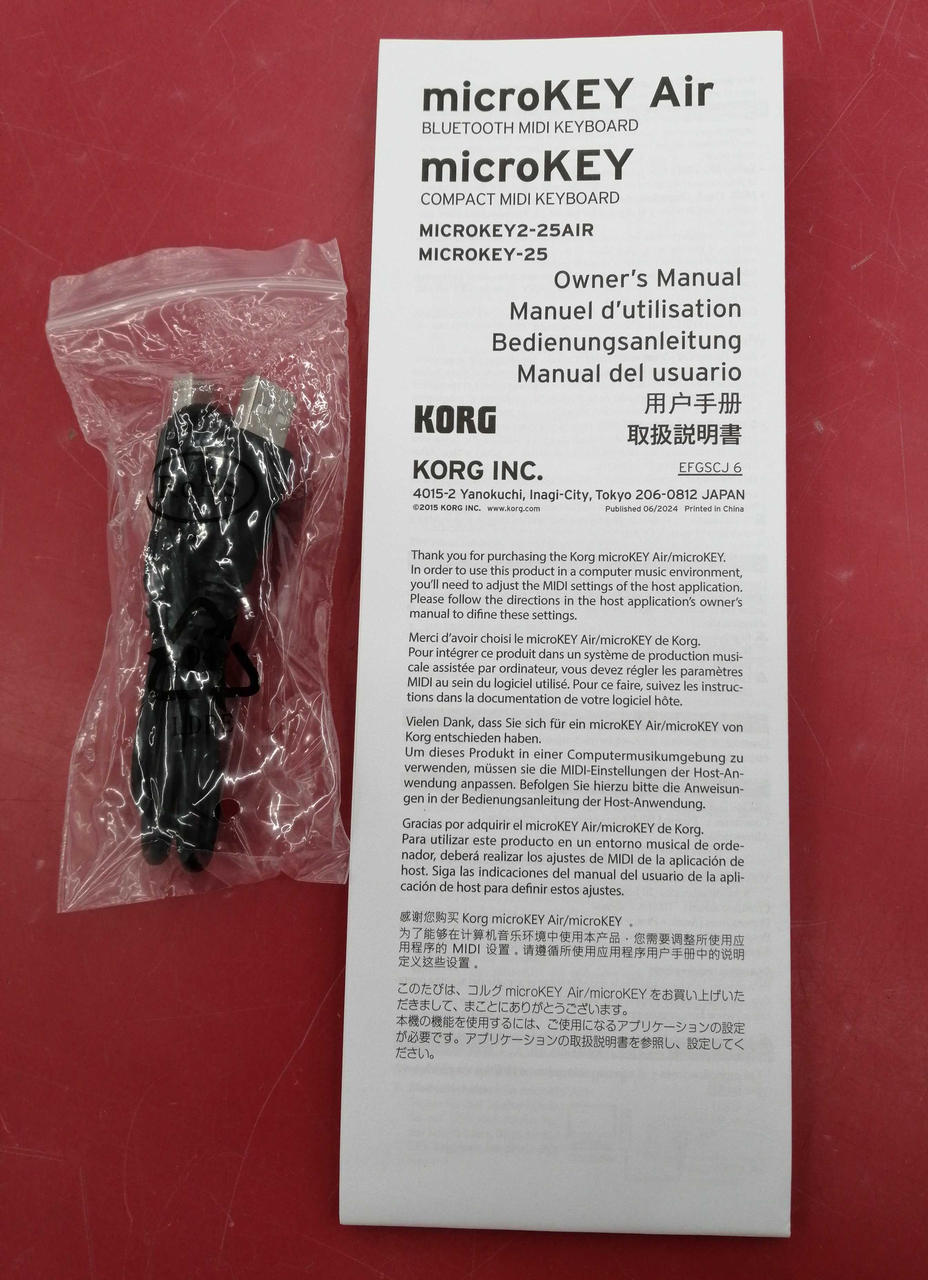 microKEY Air
BLUETOOTH MIDI KEYBOARD
microKEY
COMPACT MIDI KEYBOARD
MICROKEY2-25AIR
MICROKEY-25
Owner's Manual
Manuel d'utilisation
Bedienungsanleitung
Manual del usuario
用户手册
取扱説明書
KORG
EFGSCJ 6
KORG INC.
4015-2 Yanokuchi, Inagi-City, Tokyo 206-0812 JAPAN
©2015 KORG INC. www.korg.com Published 06/2024 Printed in China
Thank you for purchasing the Korg microKEY Air/microKEY.
In order to use this product in a computer music environment,
you'll need to adjust the MIDI settings of the host application.
Please follow the directions in the host application's owner's
manual to difine these settings.
Merci d'avoir choisi le microKEY Air/microKEY de Korg.
Pour intégrer ce produit dans un système de production musi-
cale assistée par ordinateur, vous devez régler les paramètres
MIDI au sein du logiciel utilisé. Pour ce faire, suivez les instruc-
tions dans la documentation de votre logiciel hôte.
Vielen Dank, dass Sie sich für ein microKEY Air/microKEY von
Korg entschieden haben.
Um dieses Produkt in einer Computermusikumgebung zu
verwenden, müssen sie die MIDI-Einstellungen der Host-An-
wendung anpassen. Befolgen Sie hierzu bitte die Anweisun-
gen in der Bedienungsanleitung der Host-Anwendung.
Gracias por adquirir el microKEY Air/microKEY de Korg.
Para utilizar este producto en un entorno musical de orde-
nador, deberá realizar los ajustes de MIDI de la aplicación de
host. Siga las indicaciones del manual del usuario de la apli-
cación de host para definir estos ajustes.
感谢您购买 Korg microKEY Air/microKEY 。
为了能够在计算机音乐环境中使用本产品，您需要调整所使用应
用程序的 MIDI 设置。请遵循所使用应用程序用户手册中的说明
定义这些设置。
このたびは、コルグ microKEY Air/microKEY をお買い上げいた
だきまして、まことにありがとうございます。
本機の機能を使用するには、ご使用になるアプリケーションの設定
が必要です。アプリケーションの取扱説明書を参照し、設定してく
ださい。